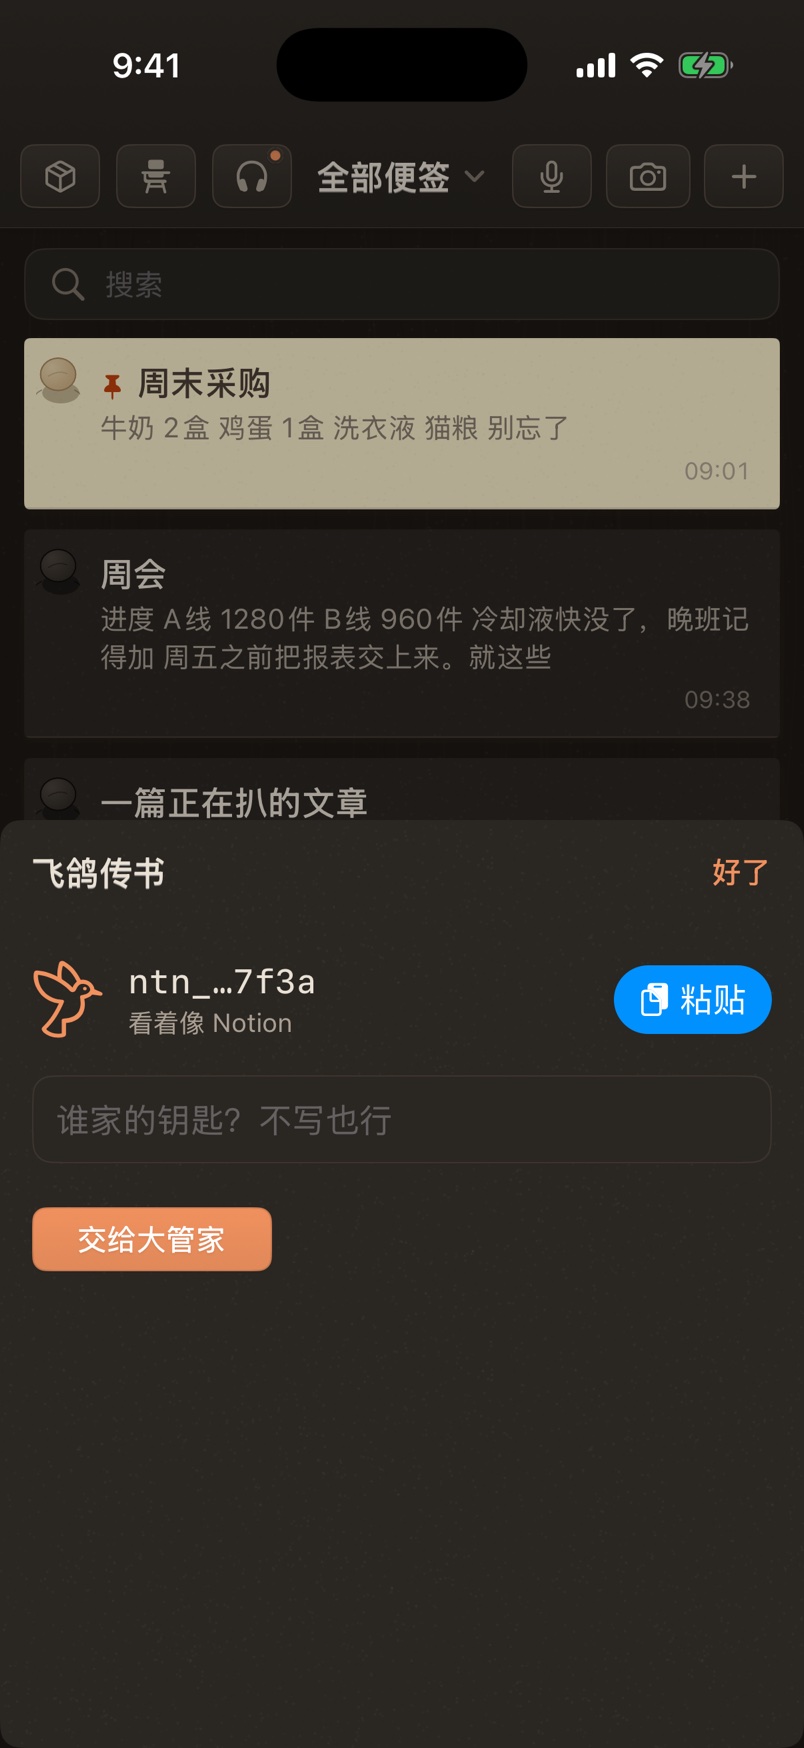 9:41
全部便签
搜索
周末采购
牛奶 2盒 鸡蛋 1盒 洗衣液 猫粮 别忘了
09:01
周会
进度 A线 1280件 B线 960件 冷却液快没了，晚班记
得加 周五之前把报表交上来。就这些
09:38
一篇正在扒的文章
飞鸽传书
好了
ntn_…7f3a
看着像 Notion
粘贴
谁家的钥匙？不写也行
交给大管家